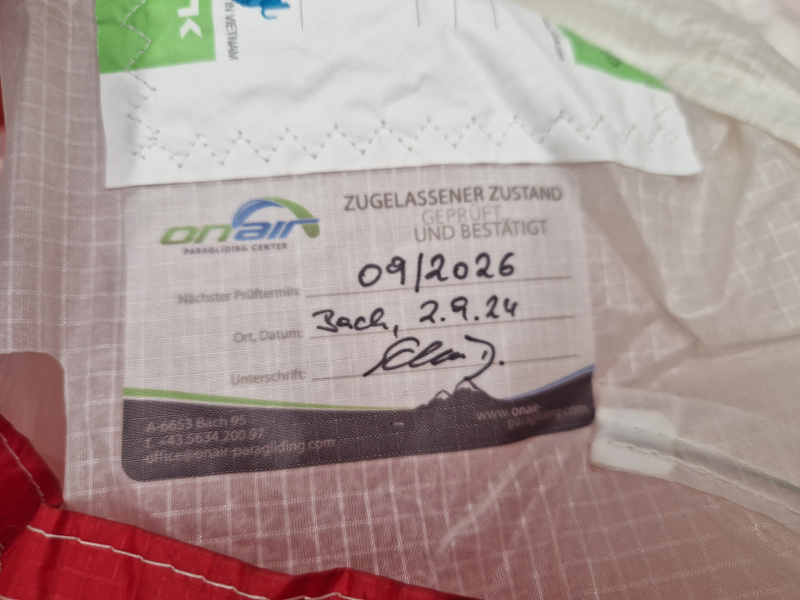 IN VIETNAM
onair
PARAGLIDING CENTER
ZUGELASSENER ZUSTAND
GEPRÜFT
UND BESTÄTIGT
Nächster Prüftermin: 09/2026
Ort, Datum: Bach, 2.9.24
Unterschrift:
A-6653 Bach 95
T. +43 5634 200 97
office@onair-paragliding.com
www.onair-
paragliding.com